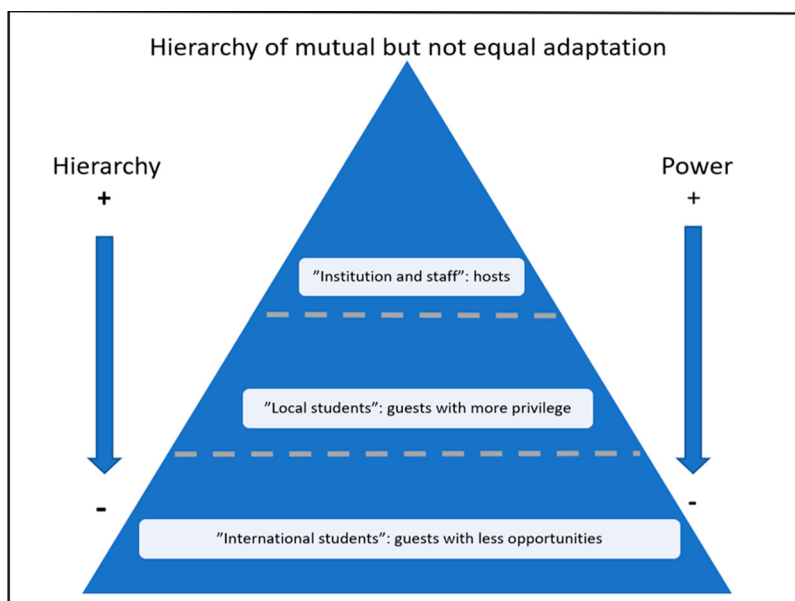 Hierarchy of mutual but not equal adaptation
Hierarchy
+
Power
+
”Institution and staff”: hosts
”Local students”: guests with more privilege
-
-
”International students”: guests with less opportunities